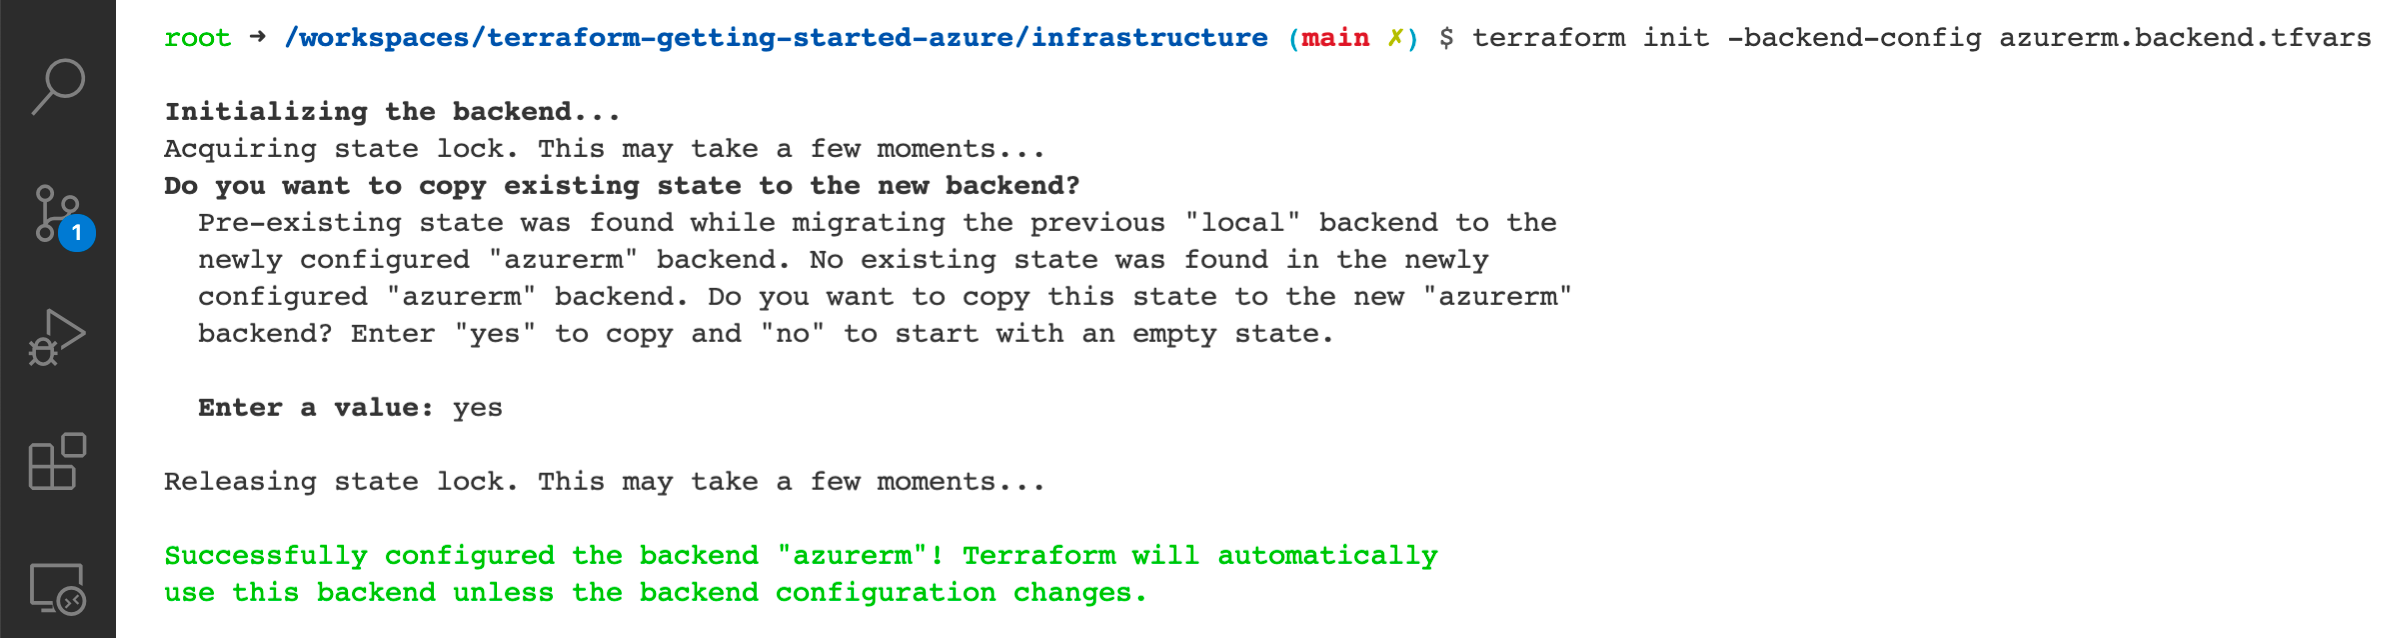 root → /workspaces/terraform-getting-started-azure/infrastructure (main ✗) $ terraform init -backend-config azurerm.backend.tfvars
Initializing the backend...
Acquiring state lock. This may take a few moments...
Do you want to copy existing state to the new backend?
Pre-existing state was found while migrating the previous "local" backend to the
newly configured "azurerm" backend. No existing state was found in the newly
configured "azurerm" backend. Do you want to copy this state to the new "azurerm"
backend? Enter "yes" to copy and "no" to start with an empty state.
Enter a value: yes
Releasing state lock. This may take a few moments...
Successfully configured the backend "azurerm"! Terraform will automatically
use this backend unless the backend configuration changes.
1